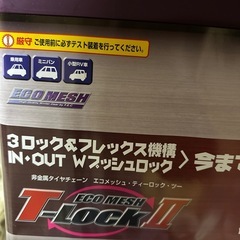 厳守 ご使用前に必ずテスト装着を行ってください。
乗用車 ミニバン 小型RV車
ECO MESH
3ロック&フレックス機構
IN・OUT Wプッシュロック 〉今まで
非金属タイヤチェーン エコメッシュ・ティーロック・ツー
ECO MESH
T-LOCK II